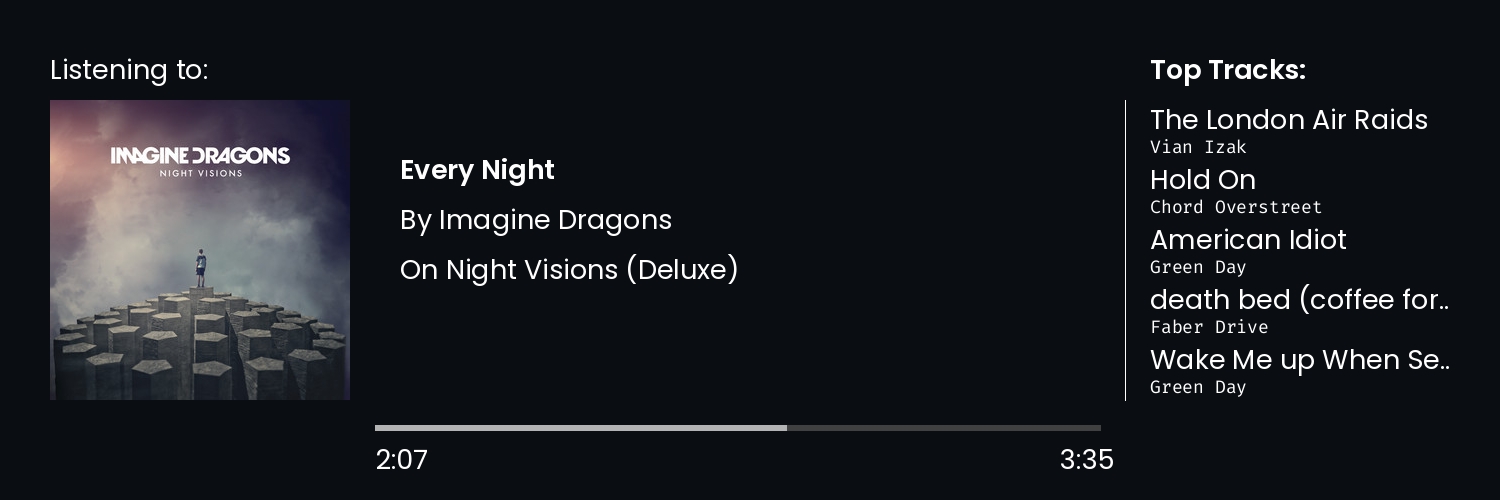 Listening to:
IMAGINE DRAGONS
NIGHT VISIONS
Every Night
By Imagine Dragons
On Night Visions (Deluxe)
2:07
3:35
Top Tracks:
The London Air Raids
Vian Izak
Hold On
Chord Overstreet
American Idiot
Green Day
death bed (coffee for..
Faber Drive
Wake Me up When Se..
Green Day